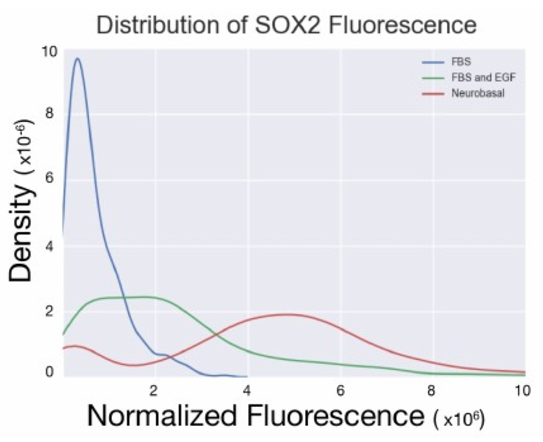 Distribution of SOX2 Fluorescence
10
8
6
4
2
0
Density (x10-6)
FBS
FBS and EGF
Neurobasal
2 4 6 8 10
Normalized Fluorescence (x10⁶)